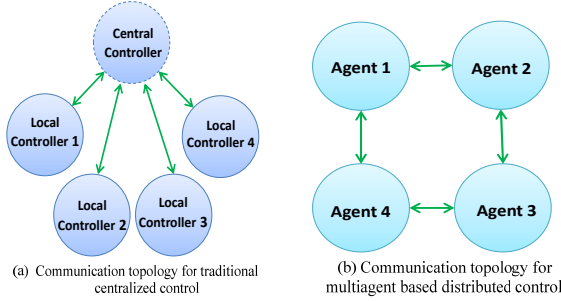 Central
Controller
Local
Controller 1
Local
Controller 4
Local
Controller 2
Local
Controller 3
(a) Communication topology for traditional
centralized control
Agent 1
Agent 2
Agent 4
Agent 3
(b) Communication topology for
multiagent based distributed control